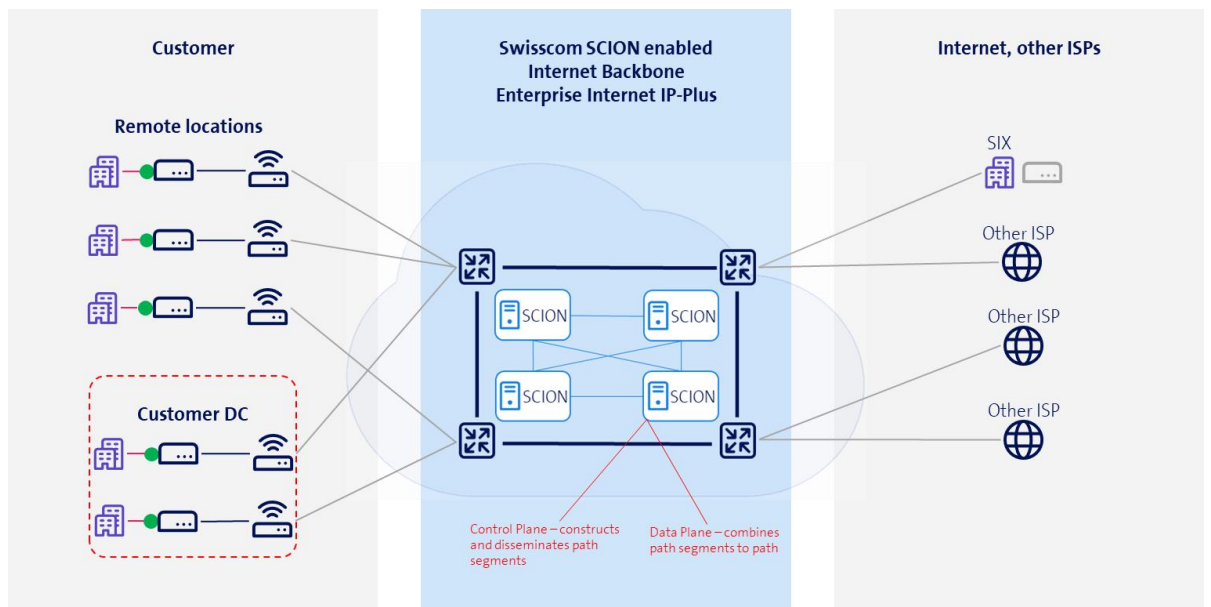 Customer
Remote locations
Customer DC
Swisscom SCION enabled
Internet Backbone
Enterprise Internet IP-Plus
SCION
SCION
SCION
SCION
Control Plane – constructs
and disseminates path
segments
Data Plane – combines
path segments to path
Internet, other ISPs
SIX
Other ISP
Other ISP
Other ISP